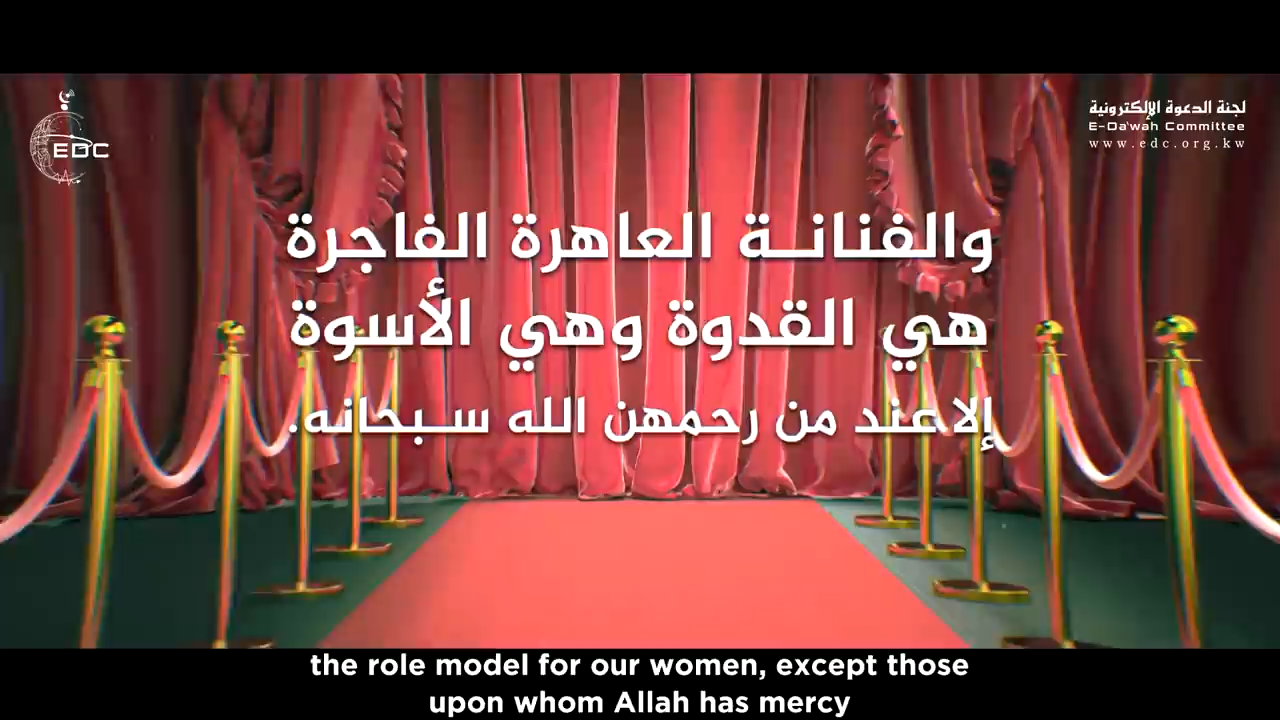 EDC
لجنة الدعوة الإلكترونية
E-Da'wah Committee
www.edc.org.kw
والفنانــة العاهرة الفاجرة
هي القدوة وهي الأسوة
إلا عند من رحمهن الله سـبحانه.
the role model for our women, except those
upon whom Allah has mercy